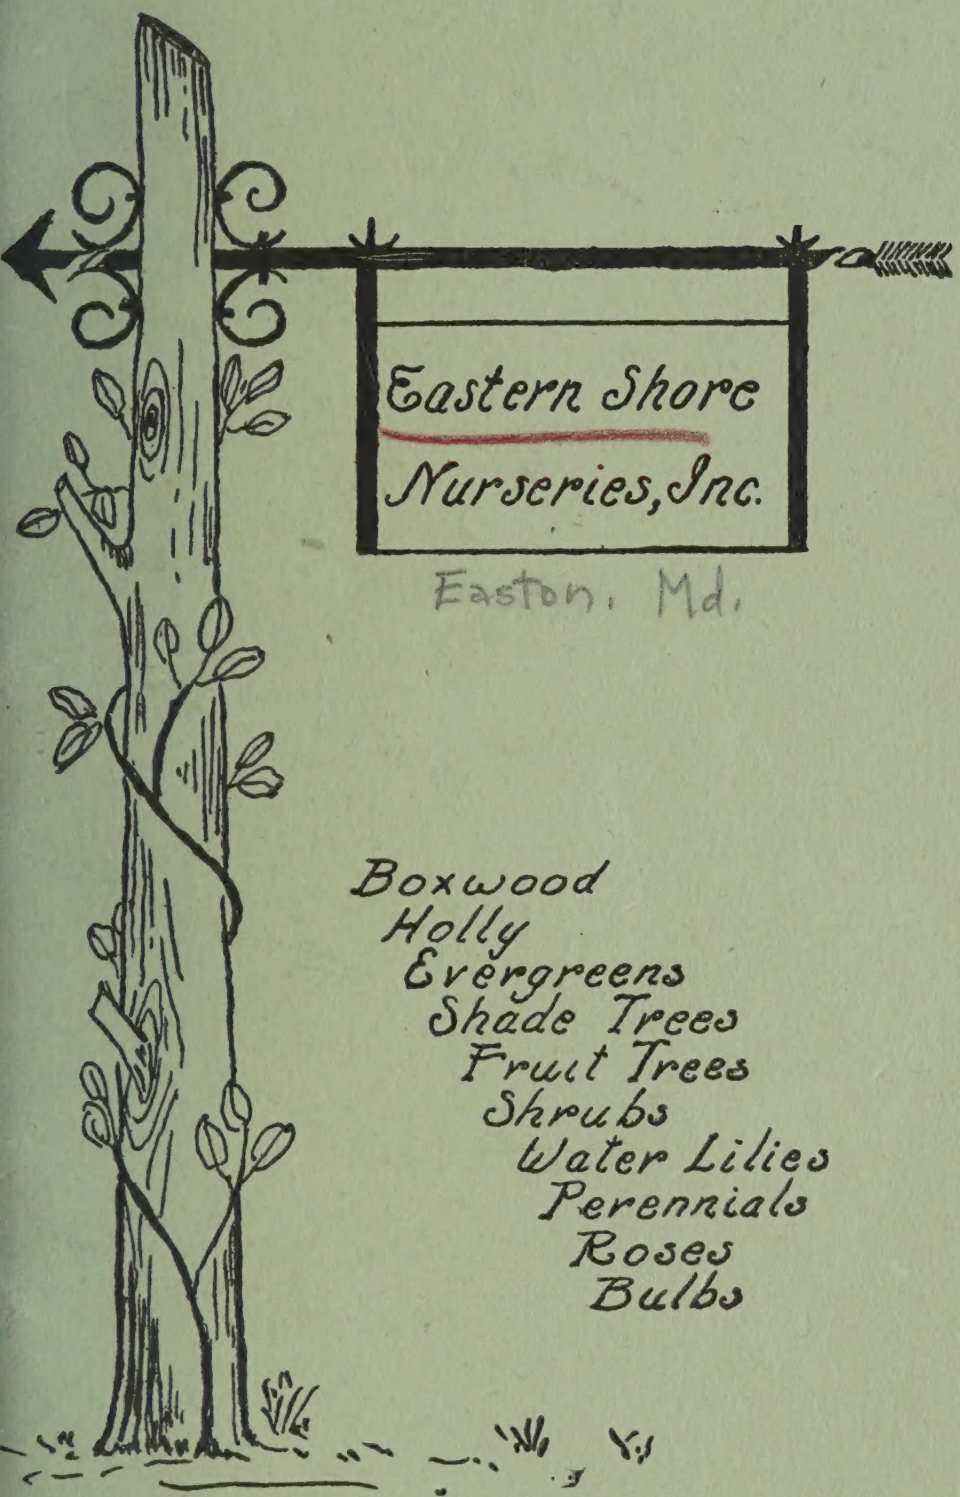 Eastern Shore
Nurseries, Inc.
Easton, Md.
Boxwood
Holly
Evergreens
Shade Trees
Fruit Trees
Shrubs
Water Lilies
Perennials
Roses
Bulbs